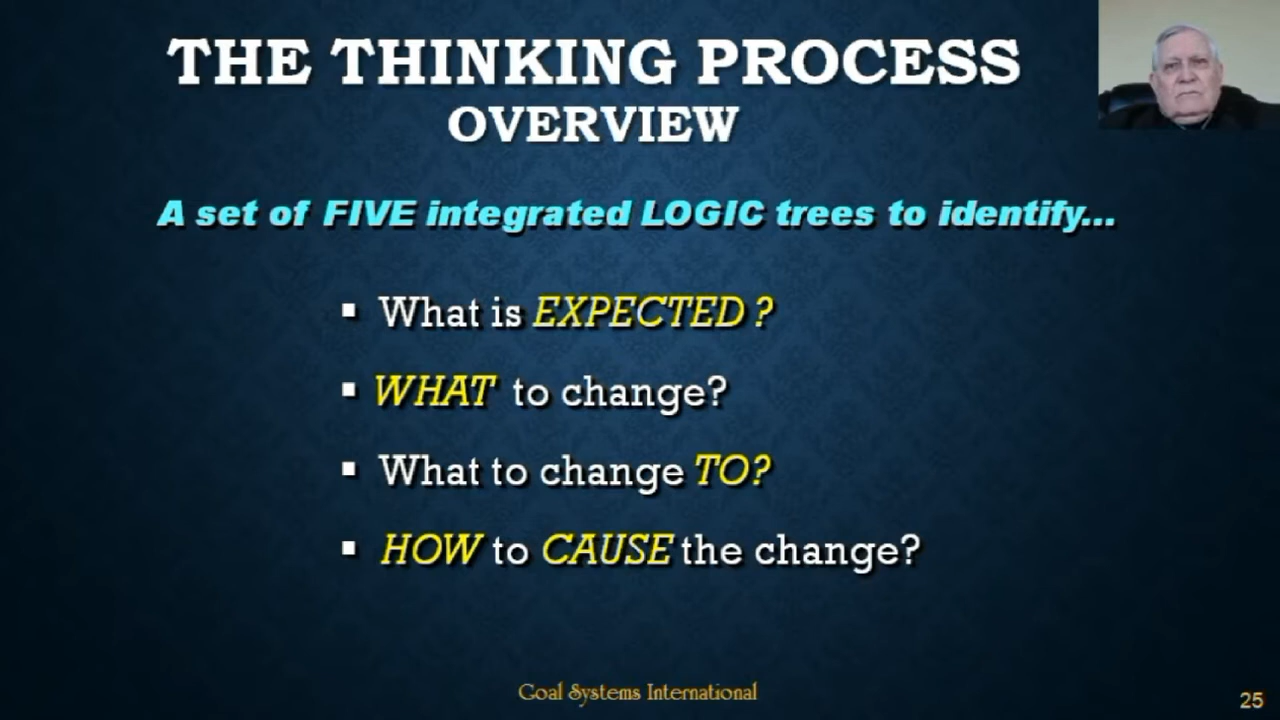 THE THINKING PROCESS
OVERVIEW
A set of FIVE integrated LOGIC trees to identify...
▪ What is EXPECTED ?
▪ WHAT to change?
▪ What to change TO?
▪ HOW to CAUSE the change?
Goal Systems International
25